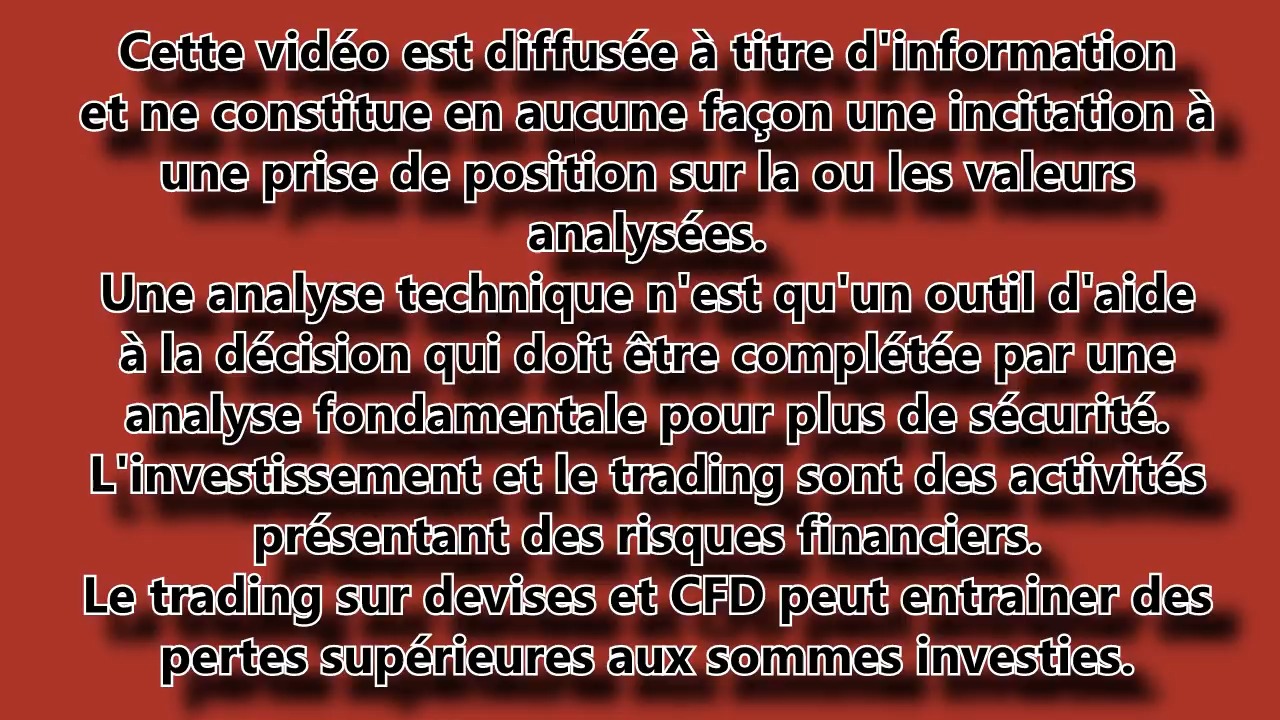 Cette vidéo est diffusée à titre d'information
et ne constitue en aucune façon une incitation à
une prise de position sur la ou les valeurs
analysées.
Une analyse technique n'est qu'un outil d'aide
à la décision qui doit être complétée par une
analyse fondamentale pour plus de sécurité.
L'investissement et le trading sont des activités
présentant des risques financiers.
Le trading sur devises et CFD peut entrainer des
pertes supérieures aux sommes investies.